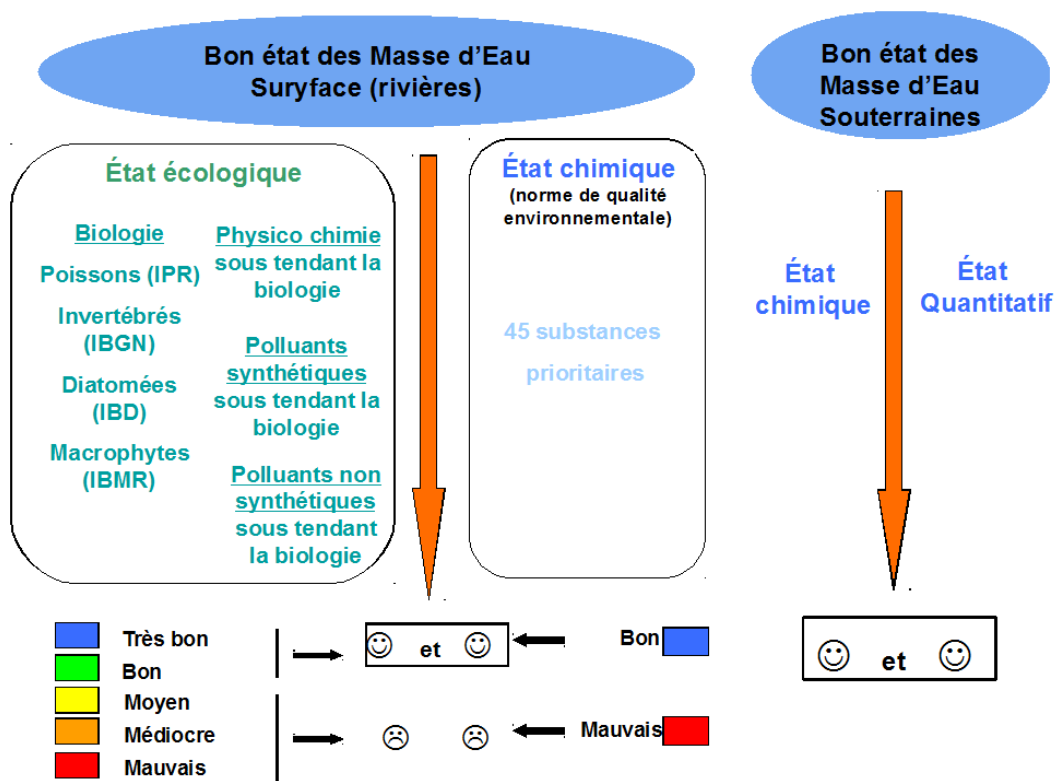 Bon état des Masse d'Eau
Suryface (rivières)
Bon état des
Masse d'Eau
Souterraines
État écologique
Biologie
Poissons (IPR)
Invertébrés
(IBGN)
Diatomées
(IBD)
Macrophytes
(IBMR)
Physico chimie
sous tendant la
biologie
Polluants
synthétiques
sous tendant la
biologie
Polluants non
synthétiques
sous tendant
la biologie
État chimique
(norme de qualité
environnementale)
45 substances
prioritaires
État
chimique
État
Quantitatif
Très bon
Bon
Moyen
Médiocre
Mauvais
et
Bon
Mauvais
et